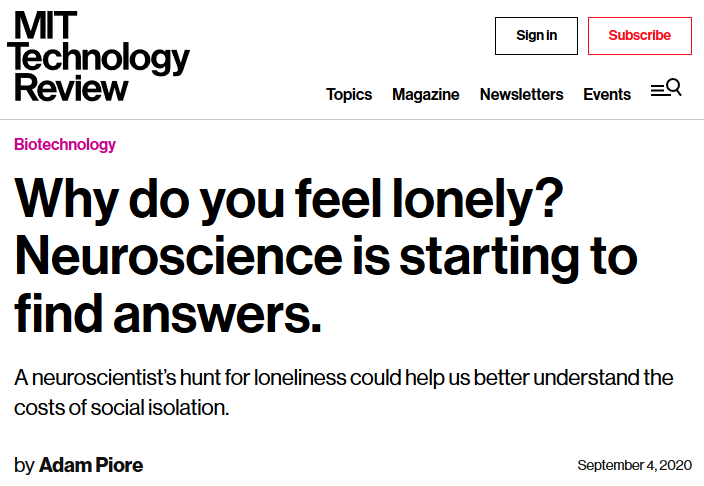 MIT
Technology
Review
Sign in
Subscribe
Topics Magazine Newsletters Events
Biotechnology
Why do you feel lonely?
Neuroscience is starting to
find answers.
A neuroscientist’s hunt for loneliness could help us better understand the
costs of social isolation.
by Adam Piore
September 4, 2020